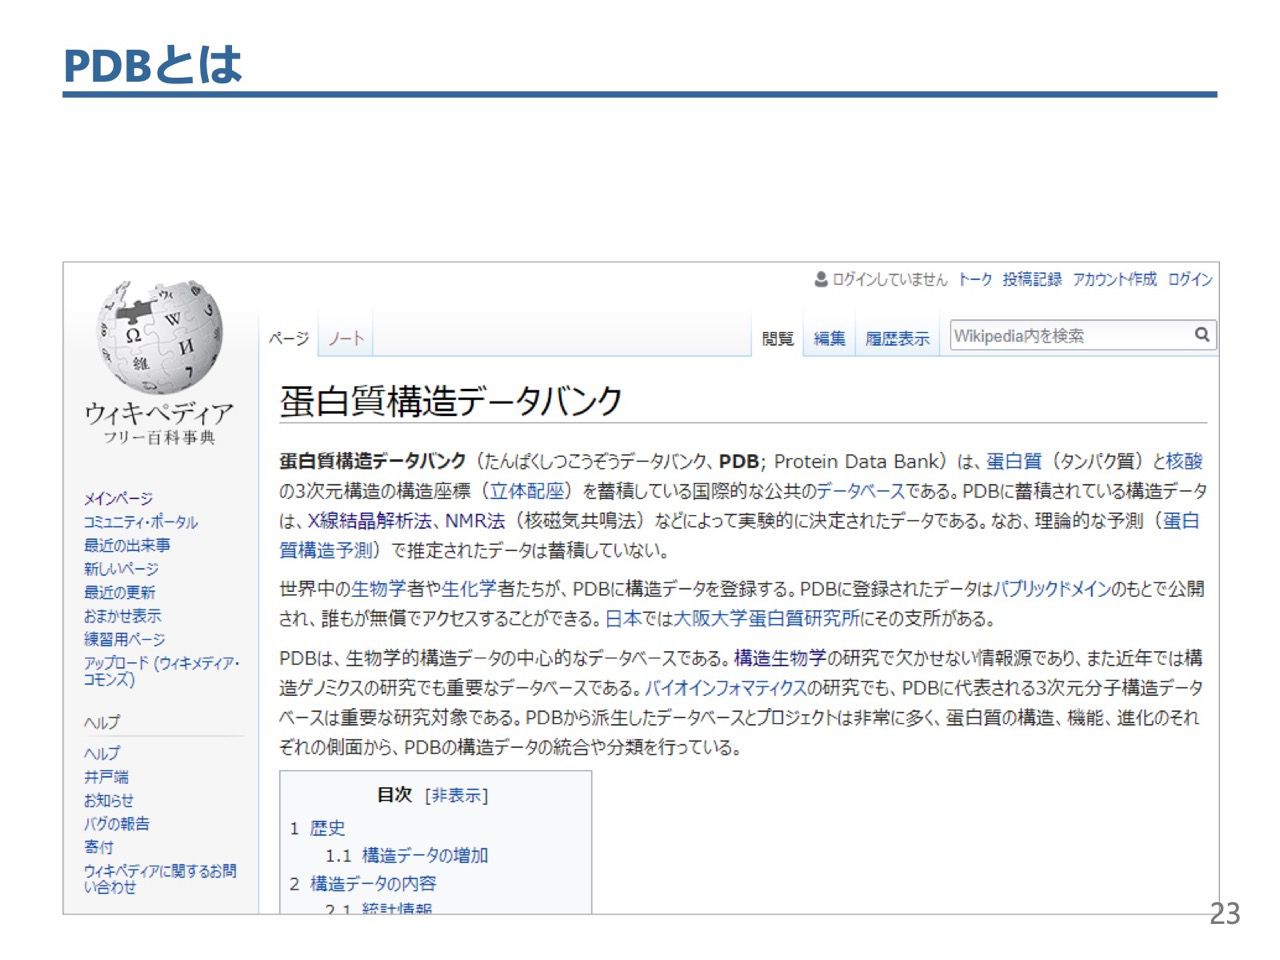 PDBとは
ログインしていません トーク 投稿記録 アカウント作成 ログイン
ページ ノート 閲覧 編集 履歴表示 Wikipedia内を検索
ウィキペディア
フリー百科事典
メインページ
コミュニティ・ポータル
最近の出来事
新しいページ
最近の更新
おまかせ表示
練習用ページ
アップロード (ウィキメディア・
コモンズ)
ヘルプ
ヘルプ
井戸端
お知らせ
バグの報告
寄付
ウィキペディアに関するお問
い合わせ
蛋白質構造データバンク
蛋白質構造データバンク（たんぱくしつこうぞうデータバンク、PDB; Protein Data Bank）は、蛋白質（タンパク質）と核酸
の3次元構造の構造座標（立体配座）を蓄積している国際的な公共のデータベースである。PDBに蓄積されている構造データ
は、X線結晶解析法、NMR法（核磁気共鳴法）などによって実験的に決定されたデータである。なお、理論的な予測（蛋白
質構造予測）で推定されたデータは蓄積していない。
世界中の生物学者や生化学者たちが、PDBに構造データを登録する。PDBに登録されたデータはパブリックドメインのもとで公開
され、誰もが無償でアクセスすることができる。日本では大阪大学蛋白質研究所にその支所がある。
PDBは、生物学的構造データの中心的なデータベースである。構造生物学の研究で欠かせない情報源であり、また近年では構
造ゲノミクスの研究でも重要なデータベースである。バイオインフォマティクスの研究でも、PDBに代表される3次元分子構造データ
ベースは重要な研究対象である。PDBから派生したデータベースとプロジェクトは非常に多く、蛋白質の構造、機能、進化のそれ
ぞれの側面から、PDBの構造データの統合や分類を行っている。
目次 [非表示]
1 歴史
1.1 構造データの増加
2 構造データの内容
2.1 統計情報
23